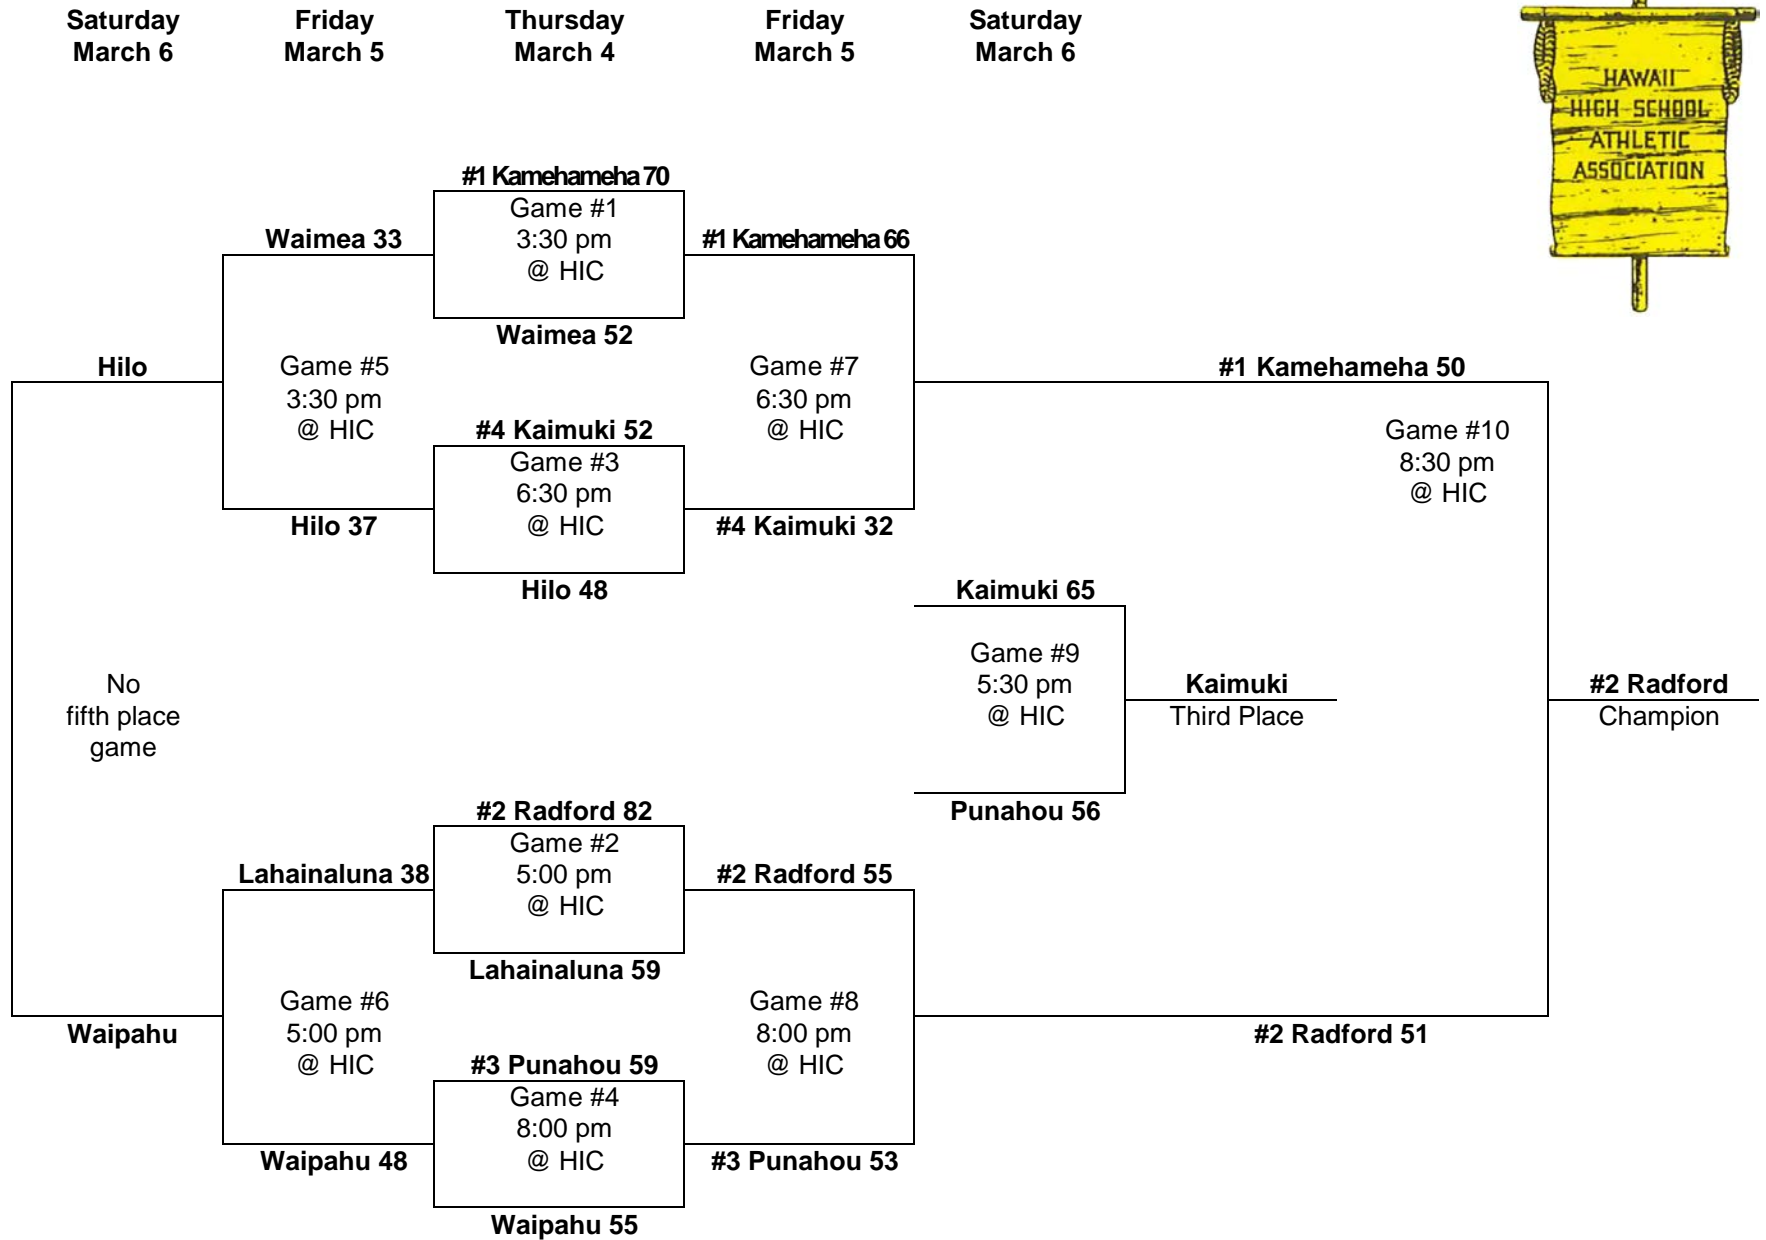 Saturday
March 6
Friday
March 5
Thursday
March 4
Friday
March 5
Saturday
March 6
HAWAII
HIGH SCHOOL
ATHLETIC
ASSOCIATION
#1 Kamehameha 70
Game #1
3:30 pm
@ HIC
Waimea 52
Waimea 33
#1 Kamehameha 66
Hilo
Game #5
3:30 pm
@ HIC
Game #7
6:30 pm
@ HIC
#1 Kamehameha 50
#4 Kaimuki 52
Game #3
6:30 pm
@ HIC
Hilo 48
Hilo 37
#4 Kaimuki 32
Game #10
8:30 pm
@ HIC
Kaimuki 65
Game #9
5:30 pm
@ HIC
Punahou 56
Kaimuki
Third Place
#2 Radford
Champion
No
fifth place
game
#2 Radford 82
Game #2
5:00 pm
@ HIC
Lahainaluna 59
Lahainaluna 38
#2 Radford 55
Waipahu
Game #6
5:00 pm
@ HIC
Game #8
8:00 pm
@ HIC
#2 Radford 51
#3 Punahou 59
Game #4
8:00 pm
@ HIC
Waipahu 55
Waipahu 48
#3 Punahou 53